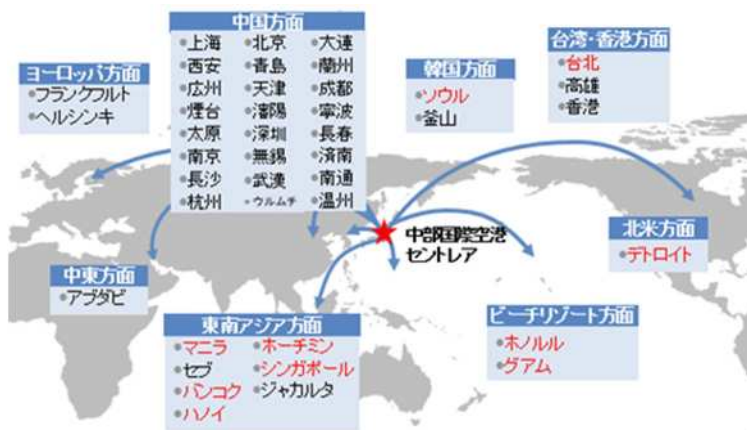 中国方面
●上海 ●北京 ●大連
●西安 ●青島 ●蘭州
●広州 ●天津 ●成都
●煙台 ●瀋陽 ●寧波
●太原 ●深圳 ●長春
●南京 ●無錫 ●済南
●長沙 ●武漢 ●南通
●杭州 ●ウルムチ ●温州
ヨーロッパ方面
●フランクフルト
●ヘルシンキ
韓国方面
●ソウル
●釜山
台湾・香港方面
●台北
●高雄
●香港
中部国際空港
セントレア
北米方面
●デトロイト
中東方面
●アブダビ
東南アジア方面
●マニラ ●ホーチミン
●セブ ●シンガポール
●バンコク ●ジャカルタ
●ハノイ
ビーチリゾート方面
●ホノルル
●グアム